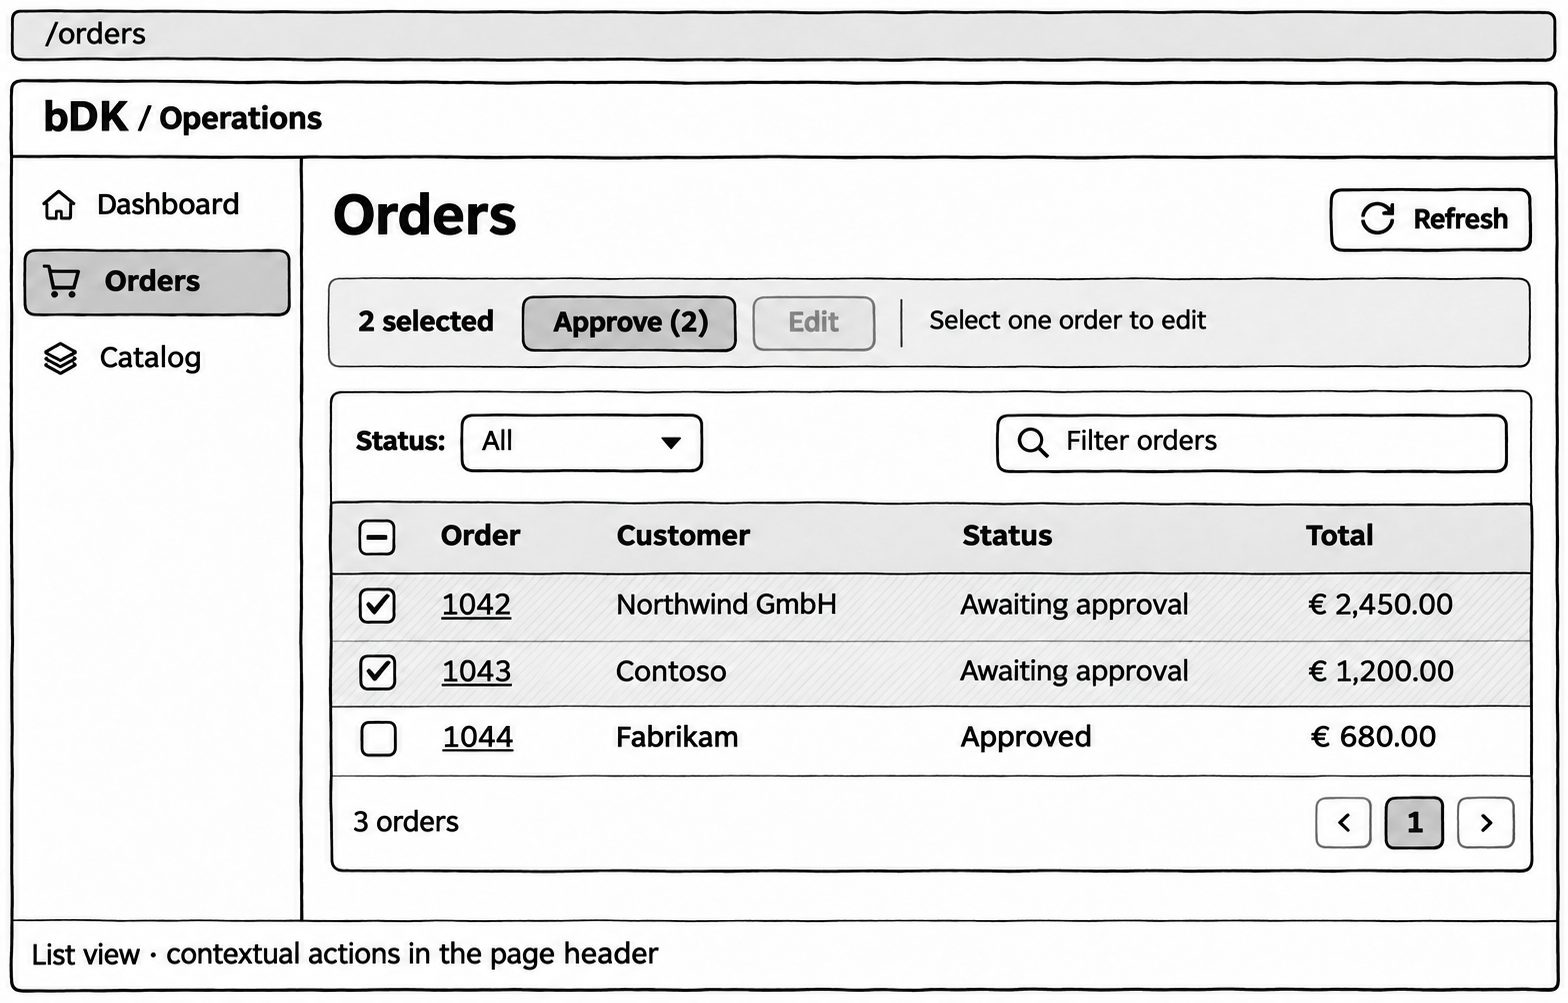 /orders
bDK / Operations
Dashboard
Orders
Catalog
Orders
Refresh
2 selected
Approve (2)
Edit
Select one order to edit
Status:
All
Filter orders
Order Customer Status Total
1042 Northwind GmbH Awaiting approval € 2,450.00
1043 Contoso Awaiting approval € 1,200.00
1044 Fabrikam Approved € 680.00
3 orders
1
List view · contextual actions in the page header